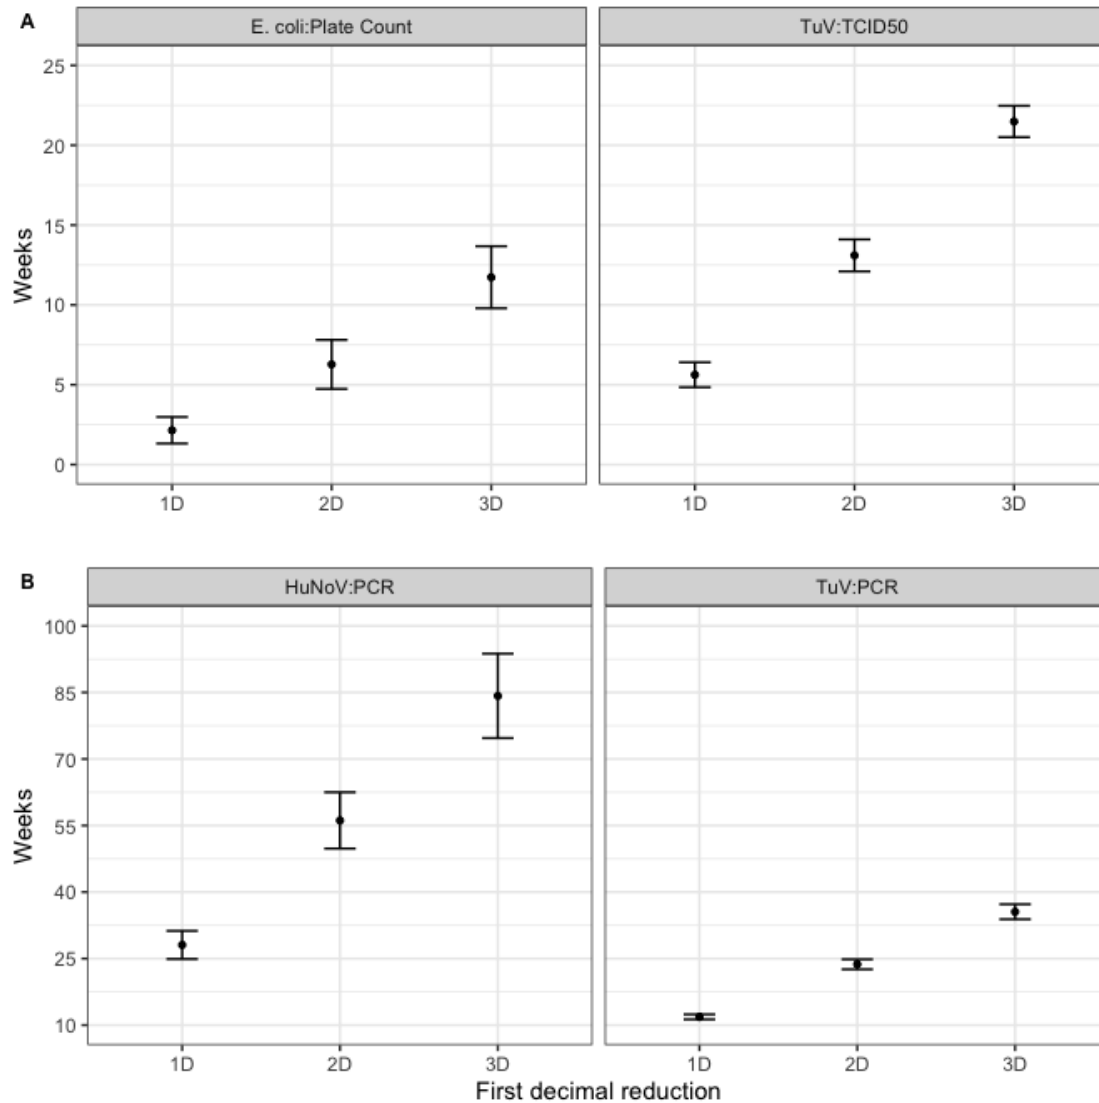 A
E. coli:Plate Count TuV:TCID50
25
20
15
10
5
0
Weeks
1D 2D 3D 1D 2D 3D
B
HuNoV:PCR TuV:PCR
100
85
70
55
40
25
10
Weeks
1D 2D 3D 1D 2D 3D
First decimal reduction